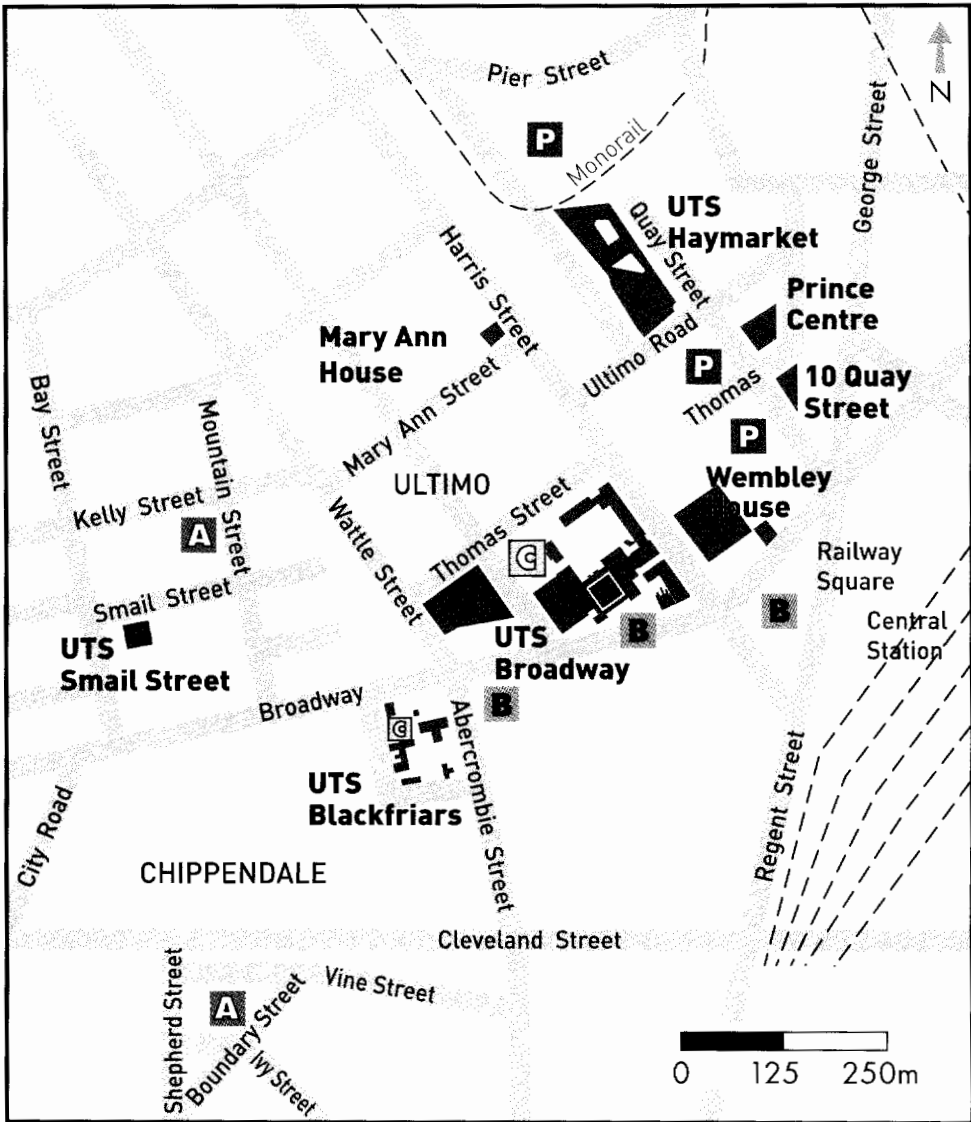 Pier Street
N
P
Monorail
George Street
UTS
Haymarket
Quay Street
Harris Street
Prince
Centre
Mary Ann
House
Ultimo Road
P
10 Quay
Street
Thomas
Mary Ann Street
Bay Street
Mountain Street
P
ULTIMO
Wembley
ouse
Kelly Street
A
Wattle Street
Thomas Street
C
Railway
Square
Smail Street
B
B
Central
Station
UTS
Smail Street
UTS
Broadway
Broadway
B
C
Abercrombie Street
UTS
Blackfriars
Regent Street
City Road
CHIPPENDALE
Cleveland Street
Shepherd Street
Vine Street
A
Boundary Street
Ivy Street
0 125 250m